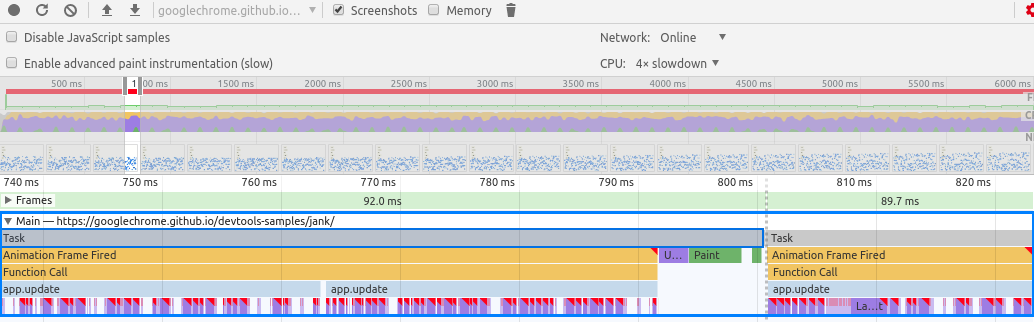 googlechrome.github.io… Screenshots Memory
Disable JavaScript samples Network: Online
Enable advanced paint instrumentation (slow) CPU: 4× slowdown
500 ms 1 00 ms 1500 ms 2000 ms 2500 ms 3000 ms 3500 ms 4000 ms 4500 ms 5000 ms 5500 ms 6000 ms
740 ms 750 ms 760 ms 770 ms 780 ms 790 ms 800 ms 810 ms 820 ms
Frames 92.0 ms 89.7 ms
Main — https://googlechrome.github.io/devtools-samples/jank/
Task Task
Animation Frame Fired U… Paint Animation Frame Fired
Function Call Function Call
app.update app.update app.update
La…t